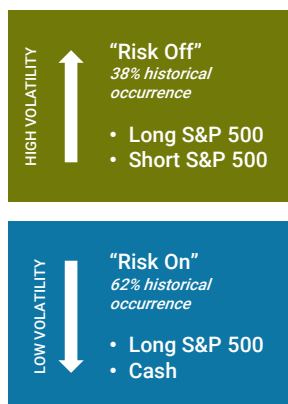 HIGH VOLATILITY
“Risk Off”
38% historical
occurrence
• Long S&P 500
• Short S&P 500
LOW VOLATILITY
“Risk On”
62% historical
occurrence
• Long S&P 500
• Cash